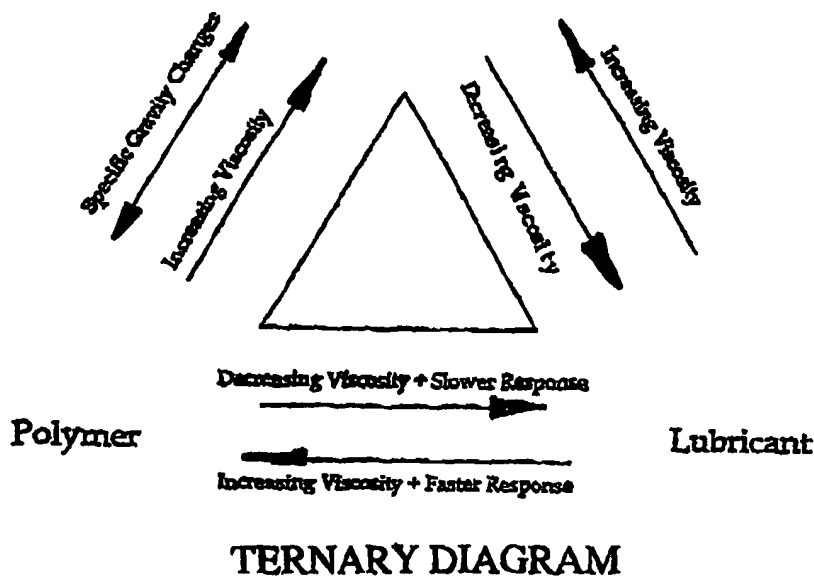 Specific Gravity Changes
Increasing Viscosity
Decreasing Viscosity
Increasing Viscosity
Decreasing Viscosity + Slower Response
Polymer
Lubricant
Increasing Viscosity + Faster Response
TERNARY DIAGRAM